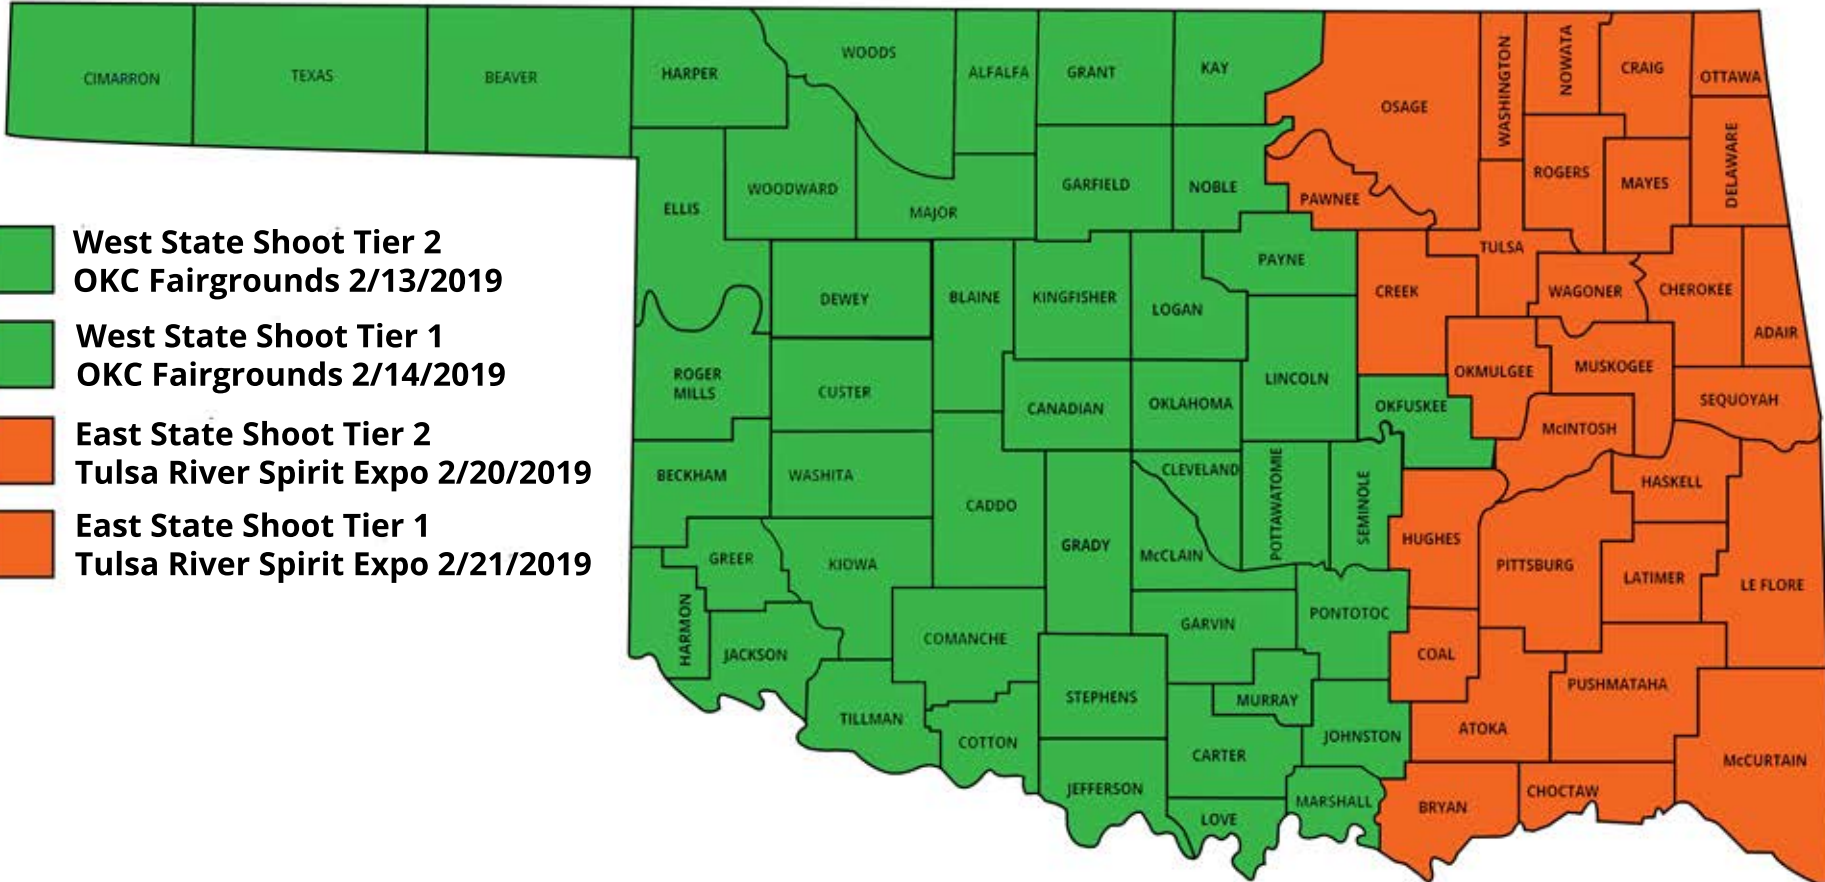 CIMARRON
TEXAS
BEAVER
HARPER
WOODS
ALFALFA
GRANT
KAY
OSAGE
WASHINGTON
NOWATA
CRAIG
OTTAWA
ELLIS
WOODWARD
MAJOR
GARFIELD
NOBLE
PAWNEE
ROGERS
MAYES
DELAWARE
West State Shoot Tier 2
OKC Fairgrounds 2/13/2019
West State Shoot Tier 1
OKC Fairgrounds 2/14/2019
East State Shoot Tier 2
Tulsa River Spirit Expo 2/20/2019
East State Shoot Tier 1
Tulsa River Spirit Expo 2/21/2019
DEWEY
BLAINE
KINGFISHER
LOGAN
PAYNE
CREEK
TULSA
WAGONER
CHEROKEE
ADAIR
ROGER
MILLS
CUSTER
CANADIAN
OKLAHOMA
LINCOLN
OKFUSKEE
OKMULGEE
MUSKOGEE
SEQUOYAH
McINTOSH
BECKHAM
WASHITA
CADDO
GRADY
CLEVELAND
POTTAWATOMIE
SEMINOLE
HUGHES
HASKELL
GREER
KIOWA
McCLAIN
PITTSBURG
LATIMER
LE FLORE
HARMON
JACKSON
COMANCHE
GARVIN
PONTOTOC
COAL
PUSHMATAHA
TILLMAN
COTTON
STEPHENS
MURRAY
CARTER
JOHNSTON
ATOKA
McCURTAIN
JEFFERSON
LOVE
MARSHALL
BRYAN
CHOCTAW